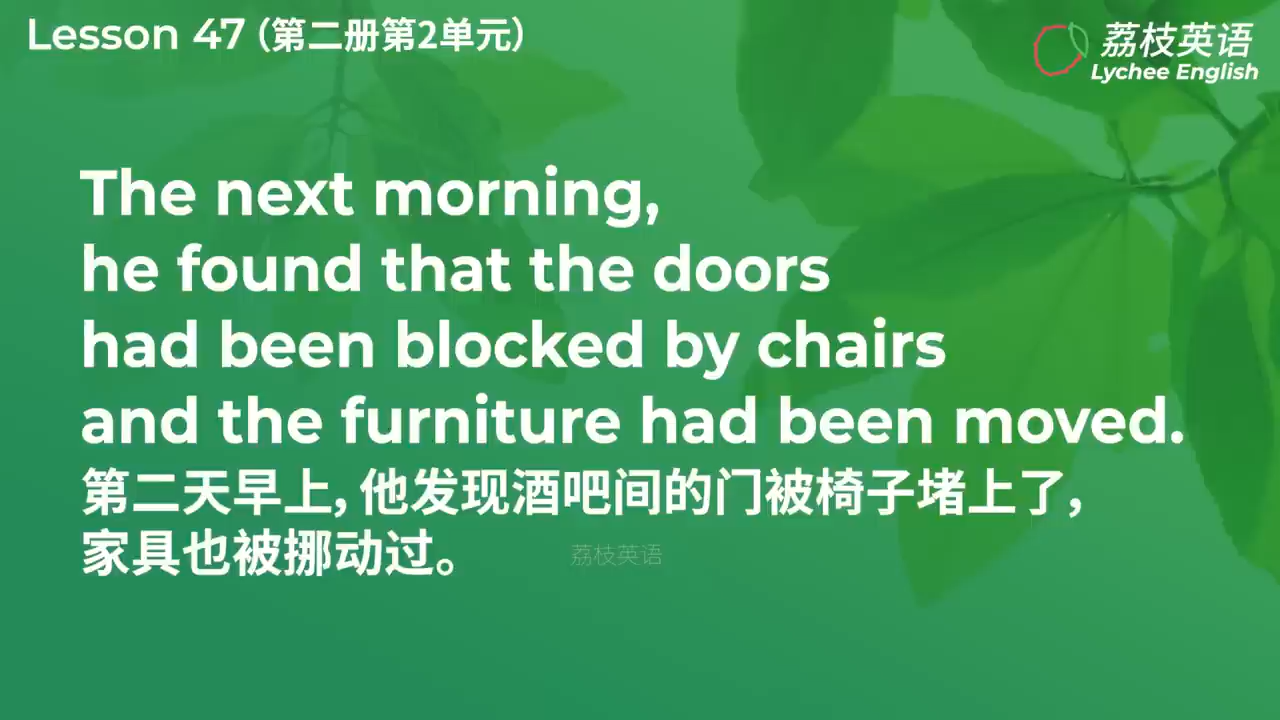 Lesson 47 (第二册第2单元)
荔枝英语
Lychee English
The next morning,
he found that the doors
had been blocked by chairs
and the furniture had been moved.
第二天早上, 他发现酒吧间的门被椅子堵上了,
家具也被挪动过。
荔枝英语